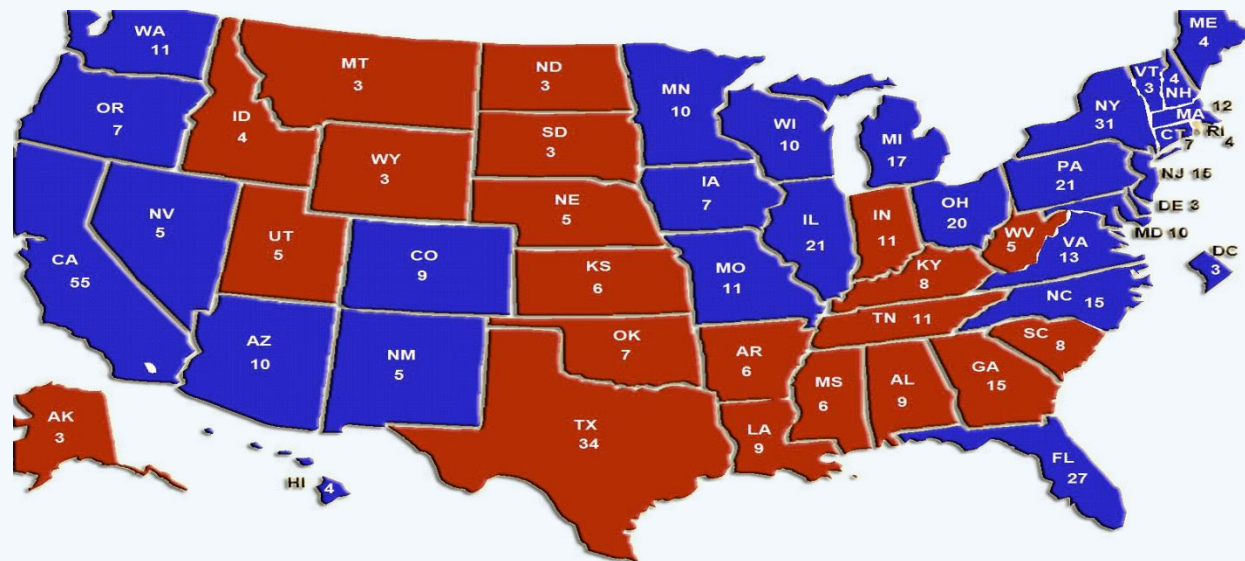 WA
11
OR
7
CA
55
NV
5
ID
4
MT
3
WY
3
UT
5
CO
9
AZ
10
NM
5
ND
3
SD
3
NE
5
KS
6
OK
7
TX
34
MN
10
IA
7
MO
11
AR
6
LA
9
WI
10
IL
21
MI
17
IN
11
OH
20
KY
8
TN 11
MS
6
AL
9
GA
15
SC
8
NC 15
VA
13
WV
5
FL
27
PA
21
NY
31
VT
3
4
NH
ME
4
12
MA
CT
7
RI
4
NJ 15
DE 3
MD 10
DC
3
AK
3
HI
4